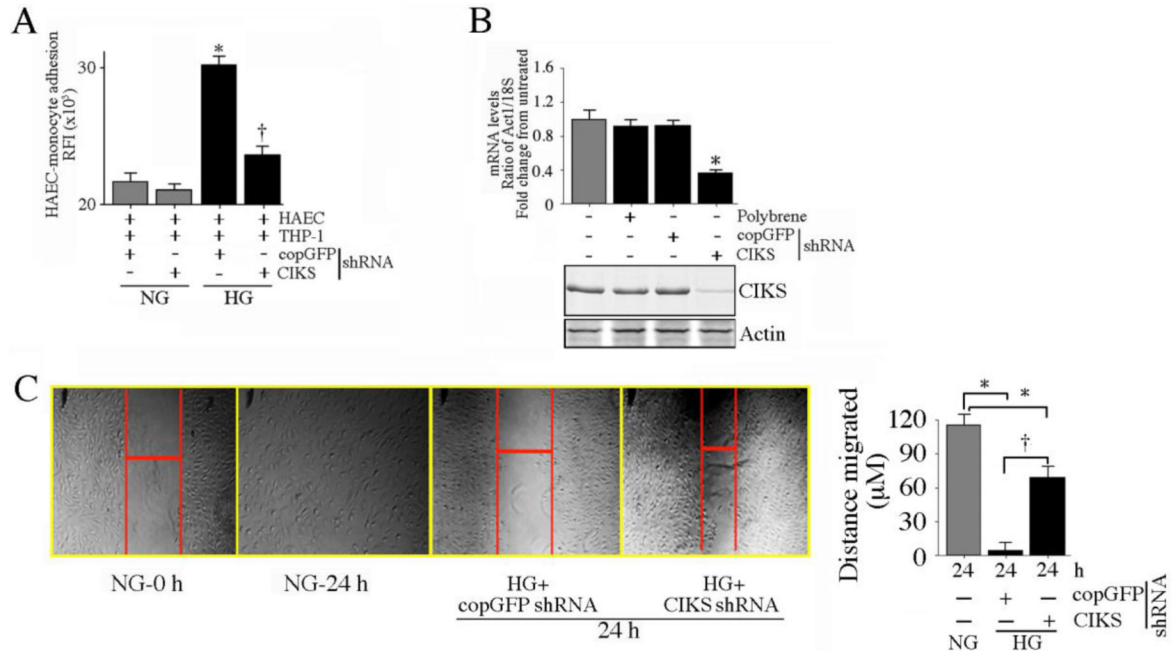 A
HAEC-monocyte adhesion
RFI (x10³)
30
20
*
†
+ + + + HAEC
+ + + + THP-1
+ - + - copGFP
- + - + CIKS
shRNA
NG HG
B
mRNA levels
Ratio of Act1/18S
Fold change from untreated
1.6
1.2
0.8
0.4
0
*
- + - - Polybrene
- - + - copGFP
- - - + CIKS
shRNA
CIKS
Actin
C
NG-0 h
NG-24 h
HG+
copGFP shRNA
HG+
CIKS shRNA
24 h
Distance migrated
(µM)
120
90
60
30
0
*
*
†
24 24 24 h
— + — copGFP
— — + CIKS
shRNA
NG HG